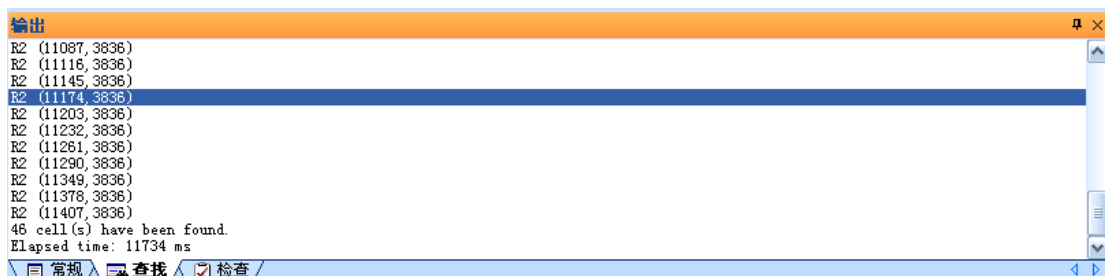 输出
R2 (11087,3836)
R2 (11116,3836)
R2 (11145,3836)
R2 (11174,3836)
R2 (11203,3836)
R2 (11232,3836)
R2 (11261,3836)
R2 (11290,3836)
R2 (11349,3836)
R2 (11378,3836)
R2 (11407,3836)
46 cell(s) have been found.
Elapsed time: 11734 ms
常规 查找 检查